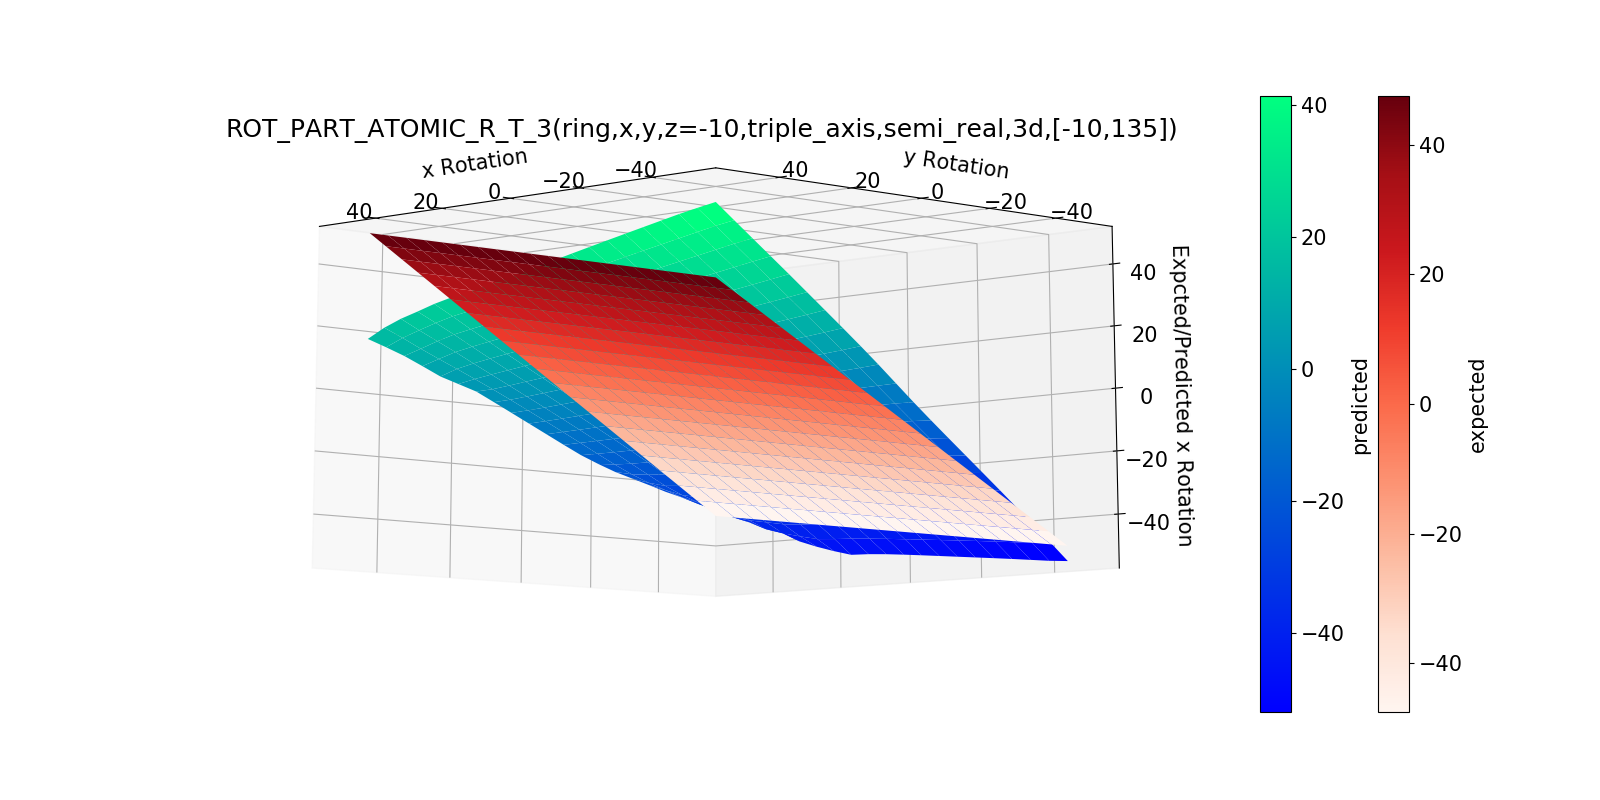 ROT_PART_ATOMIC_R_T_3(ring,x,y,z=-10,triple_axis,semi_real,3d,[-10,135])
x Rotation
y Rotation
40 20 0 −20 −40
40 20 0 −20 −40
Expcted/Predicted x Rotation
40
20
0
−20
−40
40
20
0
−20
−40
predicted
40
20
0
−20
−40
expected